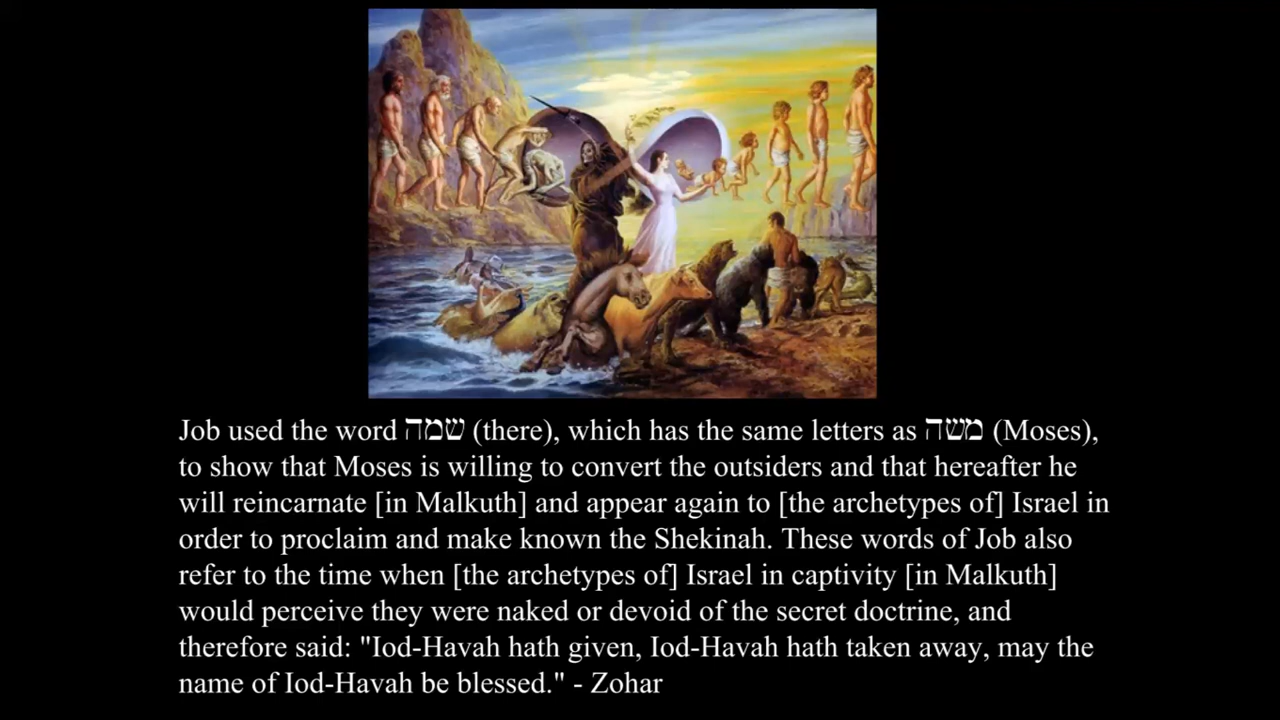 Job used the word שמה (there), which has the same letters as משה (Moses),
to show that Moses is willing to convert the outsiders and that hereafter he
will reincarnate [in Malkuth] and appear again to [the archetypes of] Israel in
order to proclaim and make known the Shekinah. These words of Job also
refer to the time when [the archetypes of] Israel in captivity [in Malkuth]
would perceive they were naked or devoid of the secret doctrine, and
therefore said: "Iod-Havah hath given, Iod-Havah hath taken away, may the
name of Iod-Havah be blessed." - Zohar